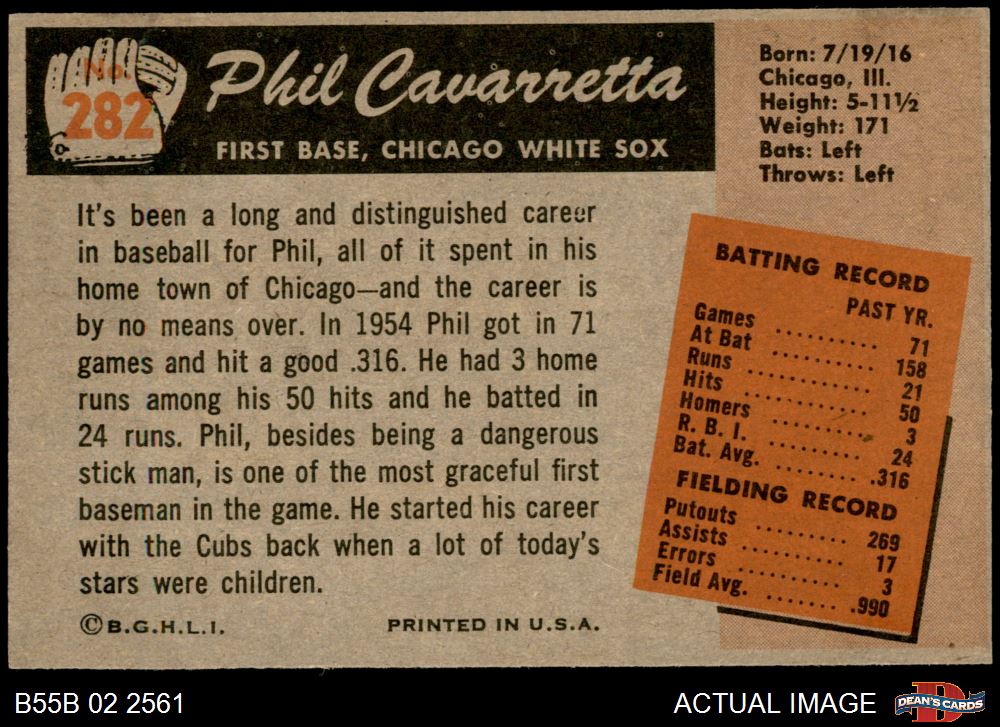 No.
282
Phil Cavarretta
FIRST BASE, CHICAGO WHITE SOX
Born: 7/19/16
Chicago, Ill.
Height: 5-11½
Weight: 171
Bats: Left
Throws: Left
It's been a long and distinguished career
in baseball for Phil, all of it spent in his
home town of Chicago—and the career is
by no means over. In 1954 Phil got in 71
games and hit a good .316. He had 3 home
runs among his 50 hits and he batted in
24 runs. Phil, besides being a dangerous
stick man, is one of the most graceful first
baseman in the game. He started his career
with the Cubs back when a lot of today's
stars were children.
©B.G.H.L.I.
PRINTED IN U.S.A.
BATTING RECORD
PAST YR.
Games ......... 71
At Bat ......... 158
Runs ........... 21
Hits ............ 50
Homers ......... 3
R. B. I. ......... 24
Bat. Avg. ....... .316
FIELDING RECORD
Putouts ........ 269
Assists ......... 17
Errors .......... 3
Field Avg. ....... .990
B55B 02 2561
ACTUAL IMAGE
D
DEAN'S CARDS